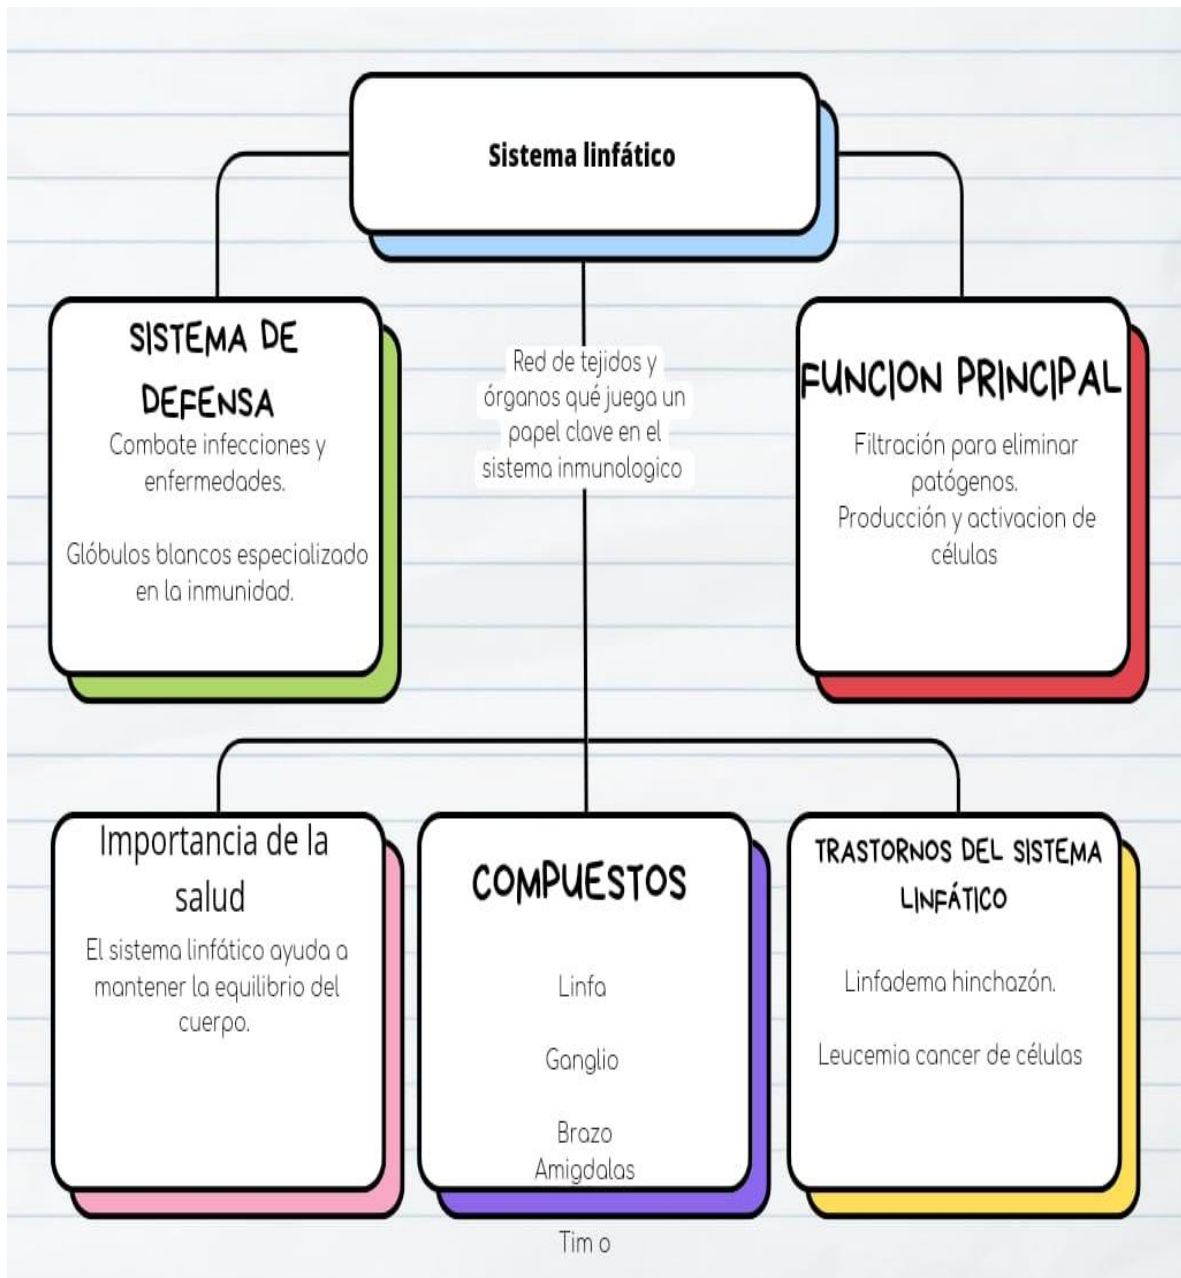 Sistema linfático
SISTEMA DE
DEFENSA
Combate infecciones y
enfermedades.
Glóbulos blancos especializado
en la inmunidad.
Red de tejidos y
órganos qué juega un
papel clave en el
sistema inmunologico
FUNCION PRINCIPAL
Filtración para eliminar
patógenos.
Producción y activacion de
células
Importancia de la
salud
El sistema linfático ayuda a
mantener la equilibrio del
cuerpo.
COMPUESTOS
Linfa
Ganglio
Brazo
Amigdalas
Tim o
TRASTORNOS DEL SISTEMA
LINFÁTICO
Linfadema hinchazón.
Leucemia cancer de células